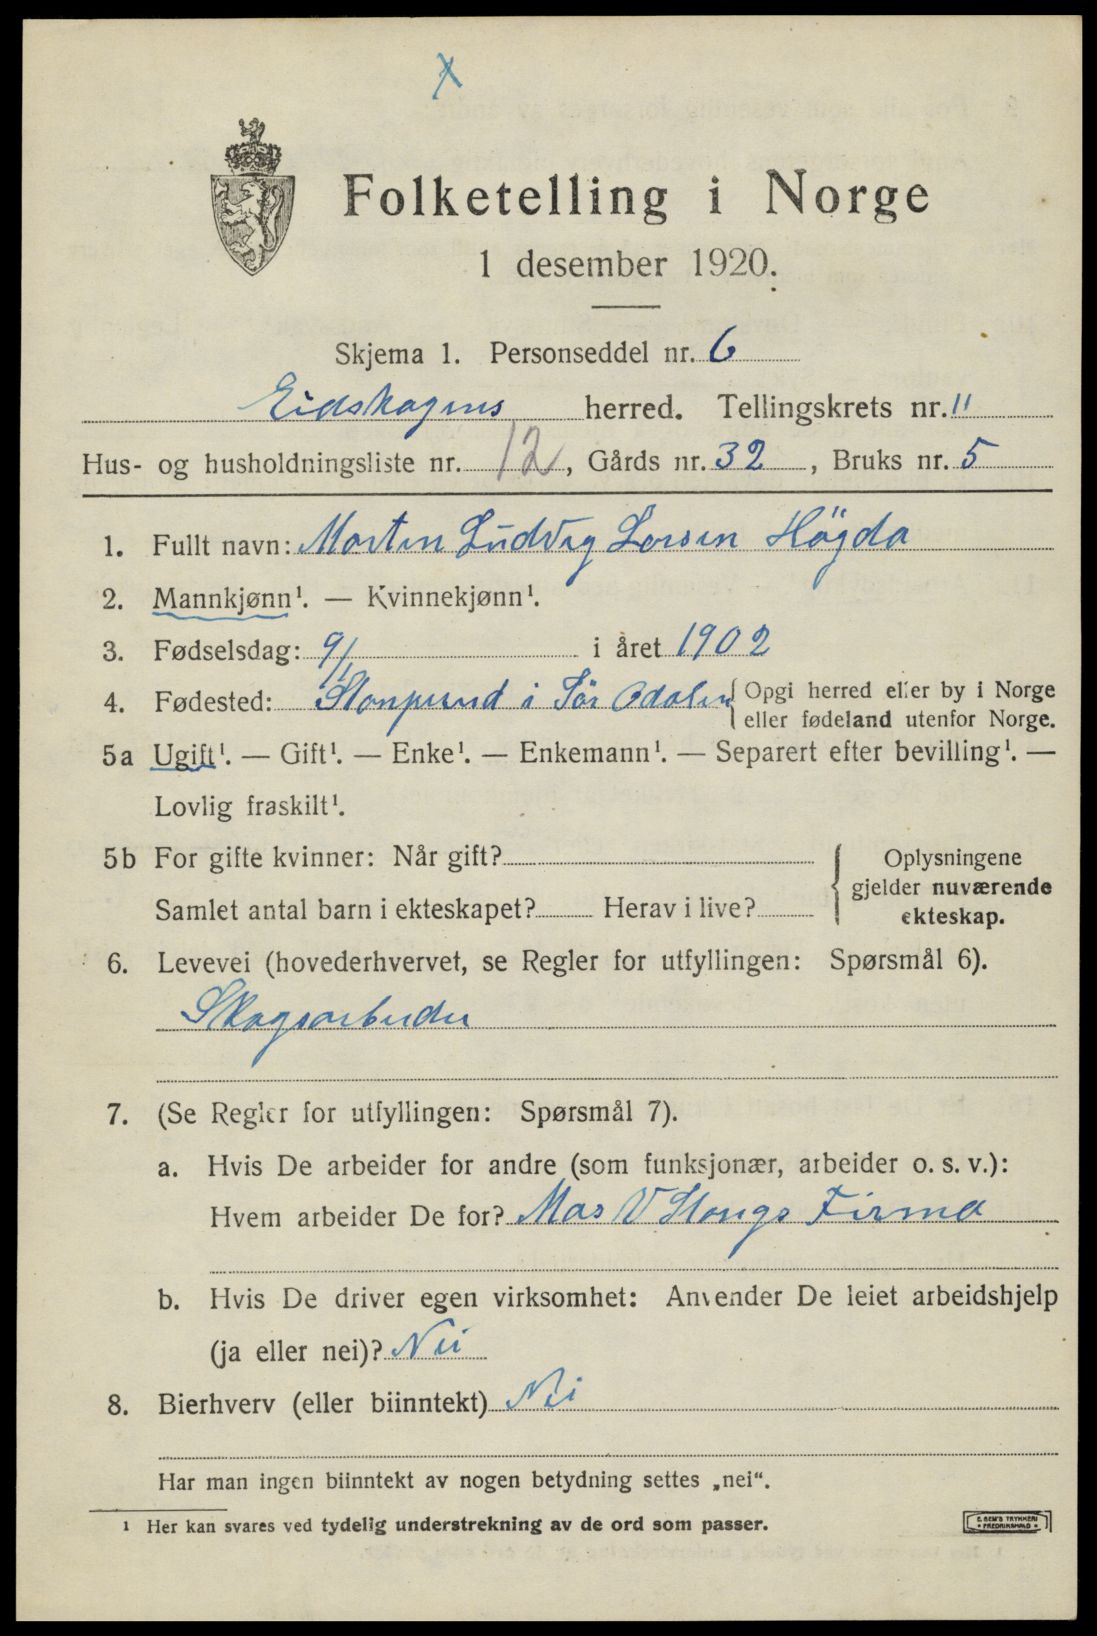 Folketelling i Norge
1 desember 1920.
Skjema 1. Personseddel nr. 6
Eidskogens herred. Tellingskrets nr. 11
Hus- og husholdningsliste nr. 12, Gårds nr. 32, Bruks nr. 5
1. Fullt navn: Morten Ludvig Larsen Högda
2. Mannkjønn¹. — Kvinnekjønn¹.
3. Fødselsdag: 9/1 i året 1902
4. Fødested: i Sör Odalen { Opgi herred eller by i Norge
eller fødeland utenfor Norge.
5a Ugift¹. — Gift¹. — Enke¹. — Enkemann¹. — Separert efter bevilling¹. —
Lovlig fraskilt¹.
5b For gifte kvinner: Når gift?
Samlet antal barn i ekteskapet? Herav i live?
{ Oplysningene
gjelder nuværende
ekteskap.
6. Levevei (hovederhvervet, se Regler for utfyllingen: Spørsmål 6).
Skogsarbeider
7. (Se Regler for utfyllingen: Spørsmål 7).
a. Hvis De arbeider for andre (som funksjonær, arbeider o. s. v.):
Hvem arbeider De for? Firma
b. Hvis De driver egen virksomhet: Anvender De leiet arbeidshjelp
(ja eller nei)? Nei
8. Bierhverv (eller biinntekt) Nei
Har man ingen biinntekt av nogen betydning settes „nei“.
¹ Her kan svares ved tydelig understrekning av de ord som passer.
E. SEM'S TRYKKERI
• FREDRIKSHALD •